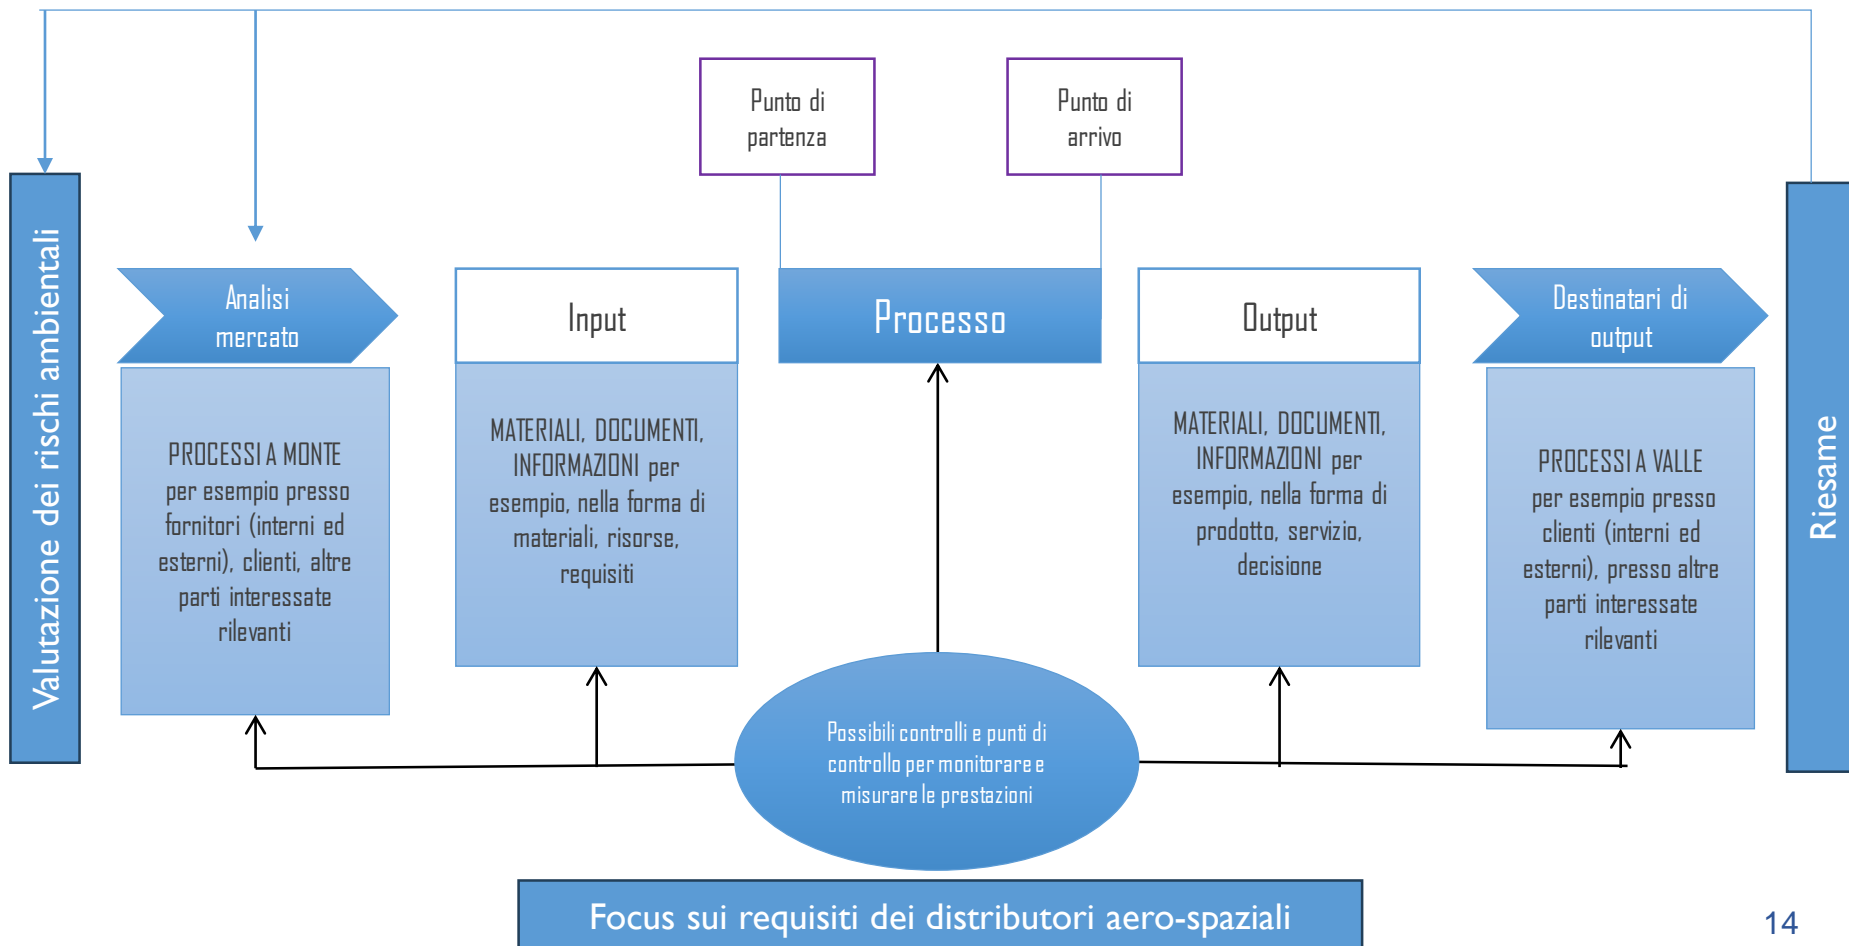 Punto di
partenza
Punto di
arrivo
Valutazione dei rischi ambientali
Analisi
mercato
Input
Processo
Output
Destinatari di
output
PROCESSI A MONTE
per esempio presso
fornitori (interni ed
esterni), clienti, altre
parti interessate
rilevanti
MATERIALI, DOCUMENTI,
INFORMAZIONI per
esempio, nella forma di
materiali, risorse,
requisiti
MATERIALI, DOCUMENTI,
INFORMAZIONI per
esempio, nella forma di
prodotto, servizio,
decisione
PROCESSI A VALLE
per esempio presso
clienti (interni ed
esterni), presso altre
parti interessate
rilevanti
Riesame
Possibili controlli e punti di
controllo per monitorare e
misurare le prestazioni
Focus sui requisiti dei distributori aero-spaziali
14